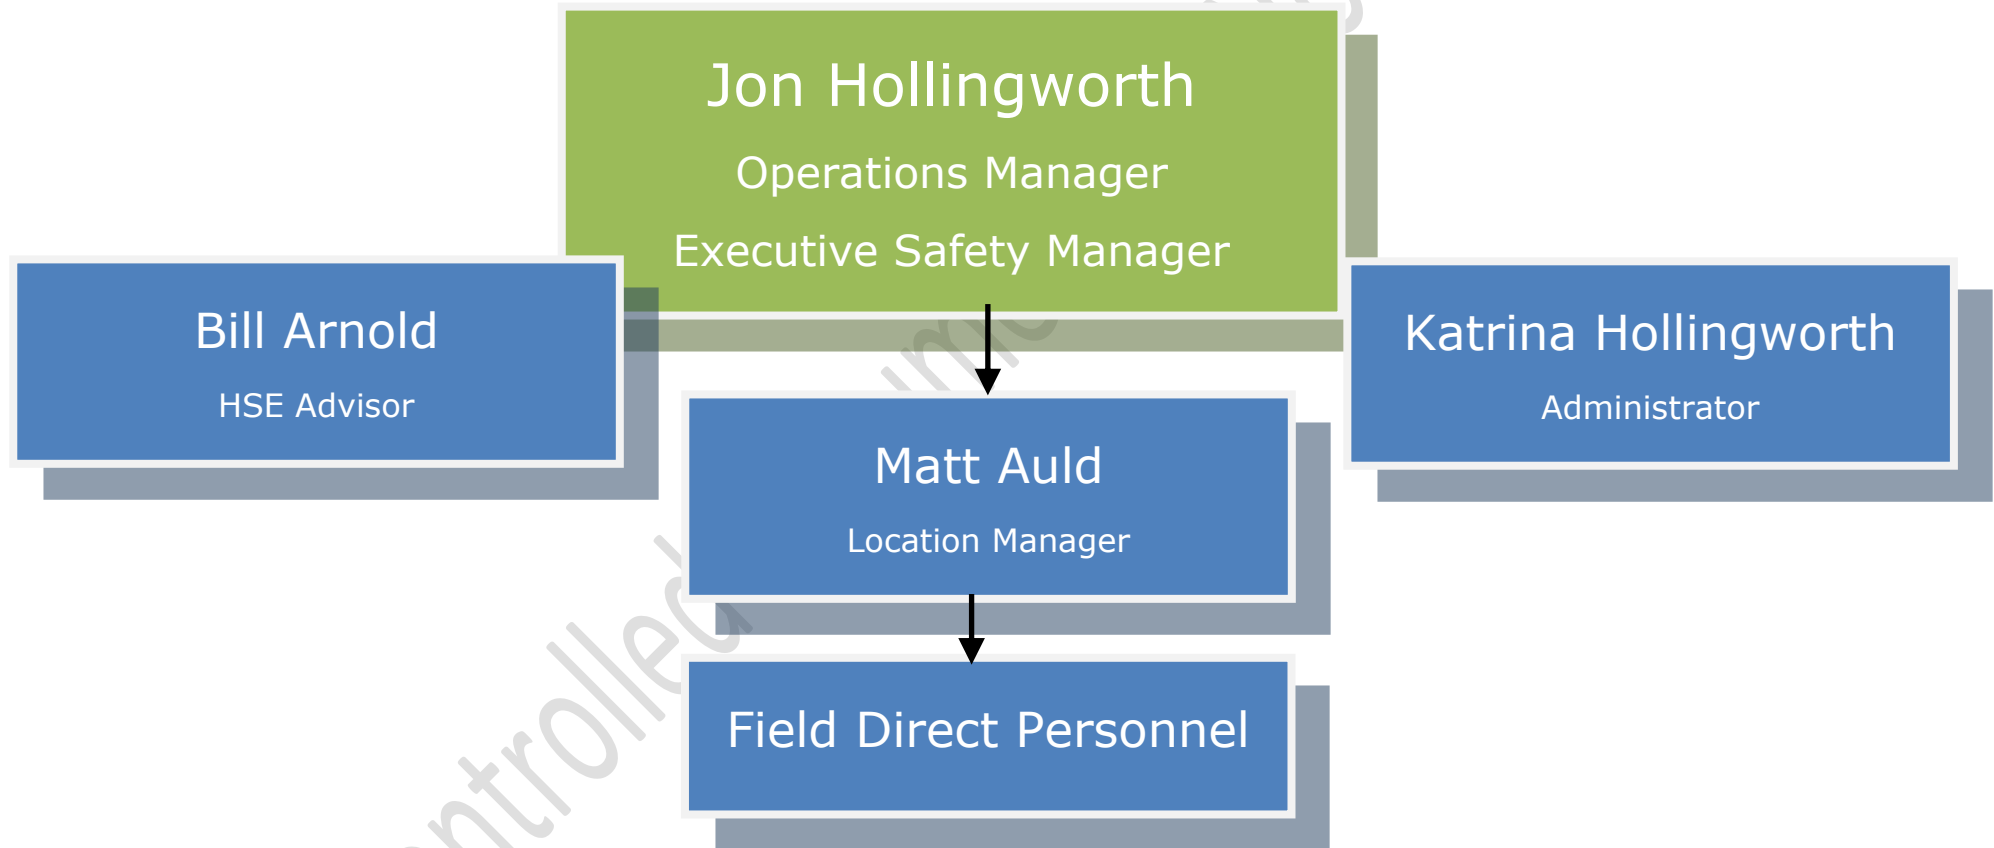 Jon Hollingworth
Operations Manager
Executive Safety Manager
Bill Arnold
HSE Advisor
Katrina Hollingworth
Administrator
Matt Auld
Location Manager
Field Direct Personnel